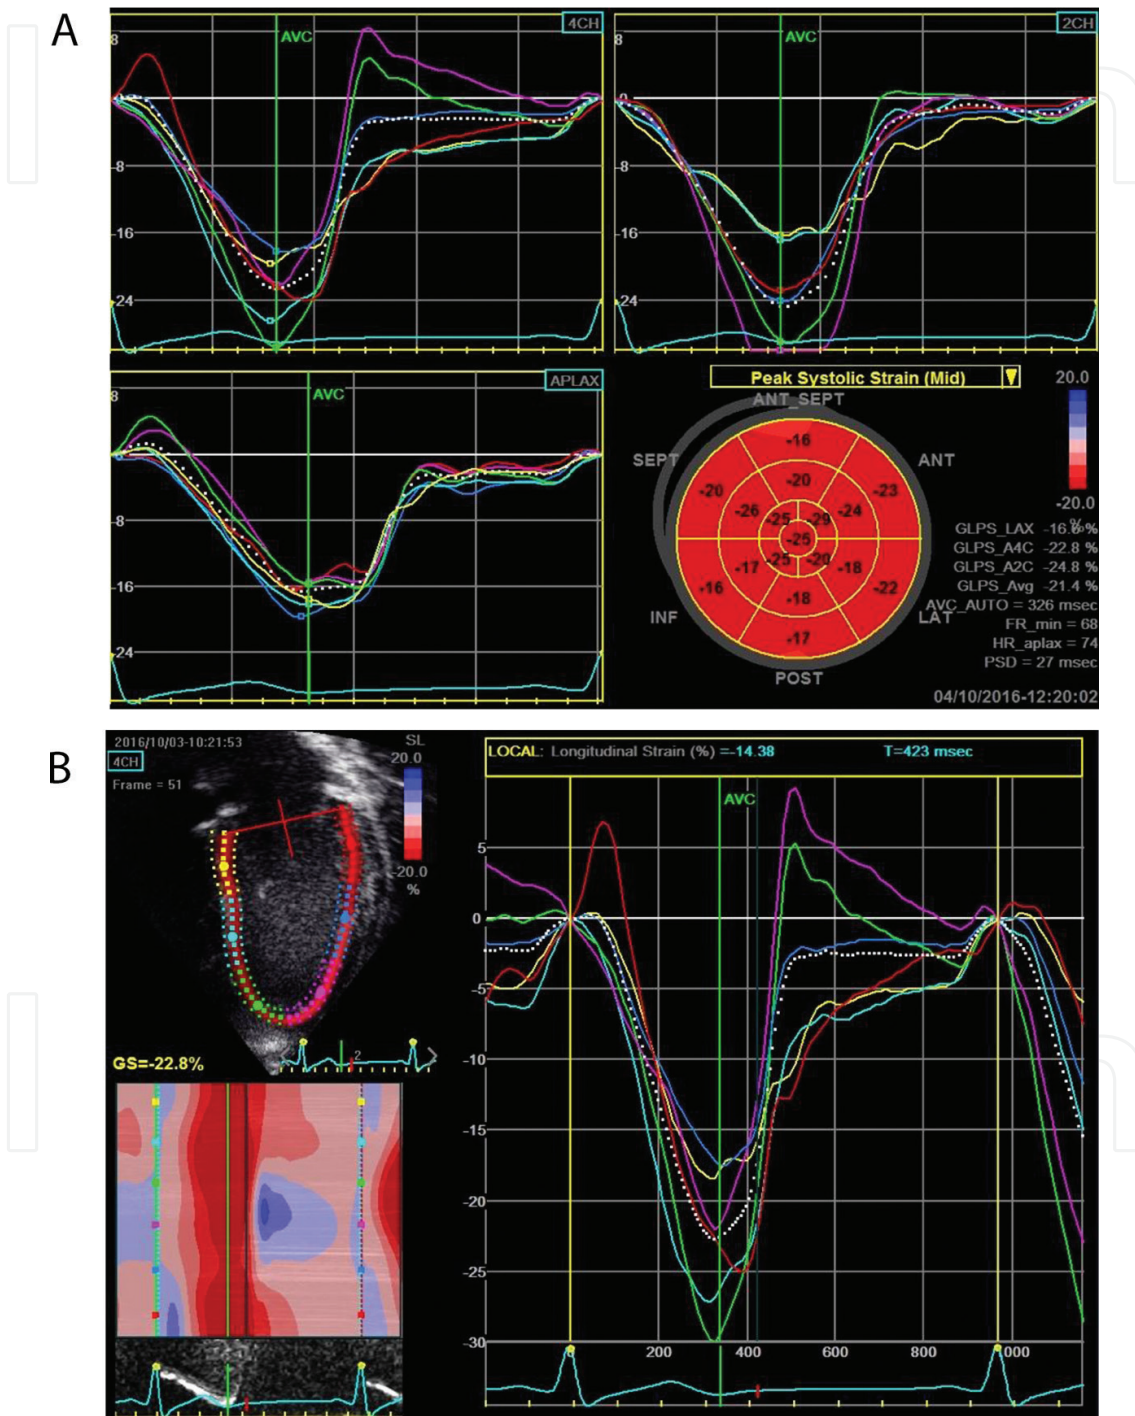 A
4CH
AVC
8
0
-8
-16
-24
2CH
AVC
8
0
-8
-16
-24
APLAX
AVC
8
-8
-16
-24
Peak Systolic Strain (Mid)
20.0
-20.0
%
ANT_SEPT
SEPT
ANT
INF
LAT
POST
-16
-20
-20
-23
-26
-24
-25
-29
-26
-17
-25
-20
-18
-16
-22
-18
-17
GLPS_LAX -16.6 %
GLPS_A4C -22.8 %
GLPS_A2C -24.8 %
GLPS_Avg -21.4 %
AVC_AUTO = 326 msec
FR_min = 68
HR_aplax = 74
PSD = 27 msec
04/10/2016-12:20:02
B
2016/10/03-10:21:53
4CH
Frame = 51
SL
20.0
-20.0
%
GS=-22.8%
2
LOCAL: Longitudinal Strain (%) =-14.38 T=423 msec
AVC
5
0
-5
-10
-15
-20
-25
-30
200
400
600
800
1000